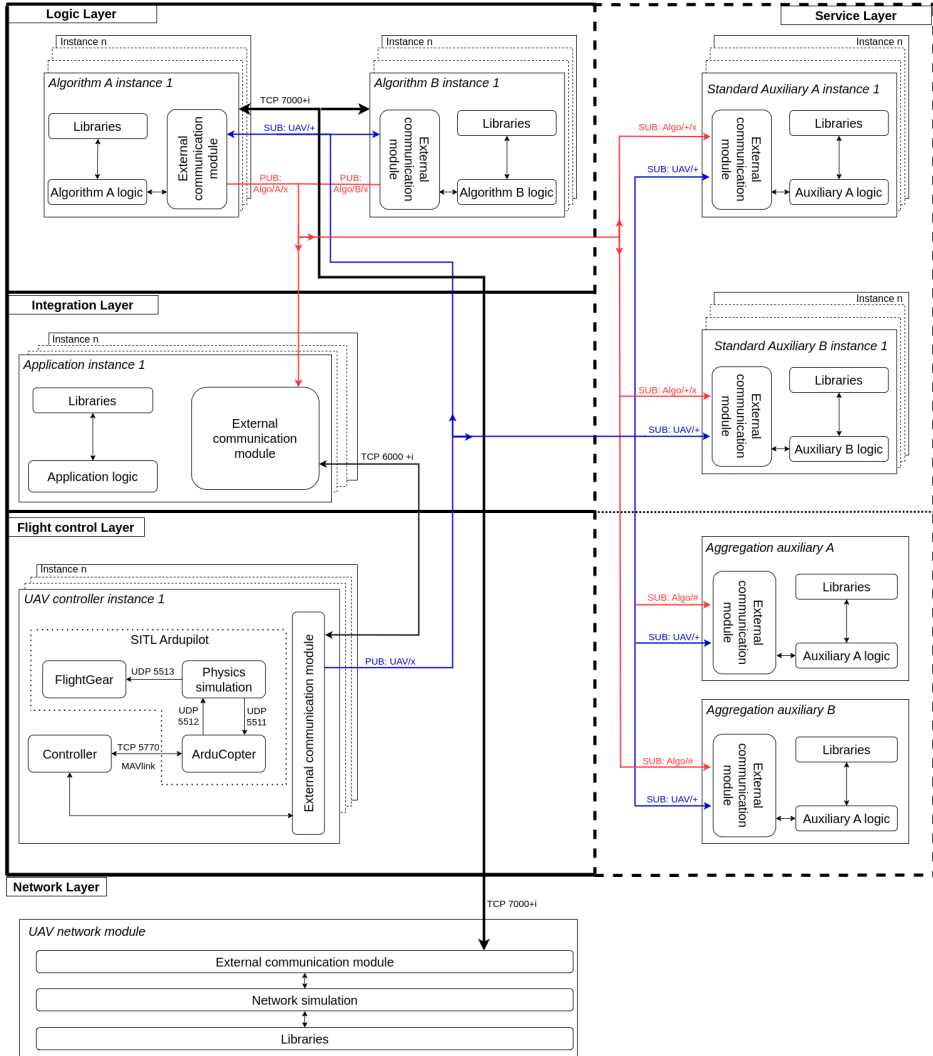 Logic Layer
Instance n
Algorithm A instance 1
Libraries
Algorithm A logic
External
communication
module
TCP 7000+i
SUB: UAV/+
PUB:
Algo/A/x
PUB:
Algo/B/x
Instance n
Algorithm B instance 1
External
communication
module
Libraries
Algorithm B logic
Service Layer
Instance n
Standard Auxiliary A instance 1
SUB: Algo/+/x
SUB: UAV/+
External
communication
module
Libraries
Auxiliary A logic
Integration Layer
Instance n
Application instance 1
Libraries
Application logic
External
communication
module
TCP 6000 +i
Instance n
Standard Auxiliary B instance 1
SUB: Algo/+/x
SUB: UAV/+
External
communication
module
Libraries
Auxiliary B logic
Flight control Layer
Instance n
UAV controller instance 1
SITL Ardupilot
FlightGear
UDP 5513
Physics
simulation
UDP
5512
UDP
5511
Controller
TCP 5770
MAVlink
ArduCopter
External communication module
PUB: UAV/x
Aggregation auxiliary A
SUB: Algo/#
SUB: UAV/+
External
communication
module
Libraries
Auxiliary A logic
Aggregation auxiliary B
SUB: Algo/#
SUB: UAV/+
External
communication
module
Libraries
Auxiliary A logic
Network Layer
TCP 7000+i
UAV network module
External communication module
Network simulation
Libraries